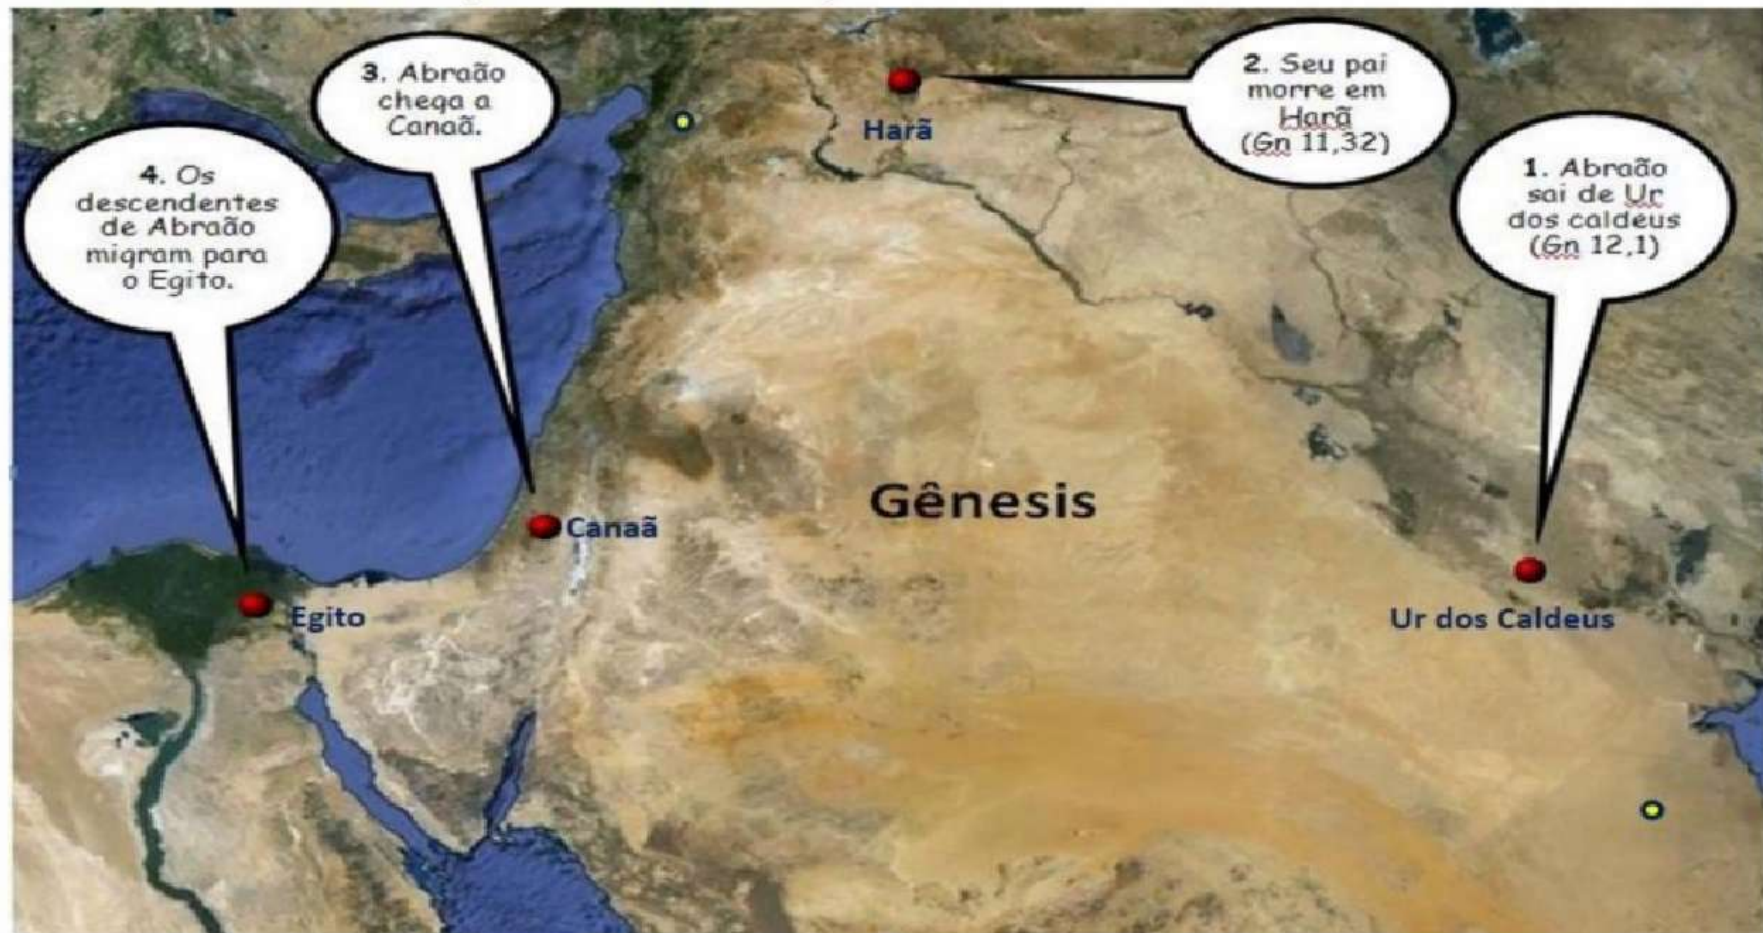 3. Abraão
chega a
Canaã.
2. Seu pai
morre em
Harã
(Gn 11,32)
Harã
4. Os
descendentes
de Abraão
migram para
o Egito.
1. Abraão
sai de Ur
dos caldeus
(Gn 12,1)
Gênesis
Canaã
Egito
Ur dos Caldeus